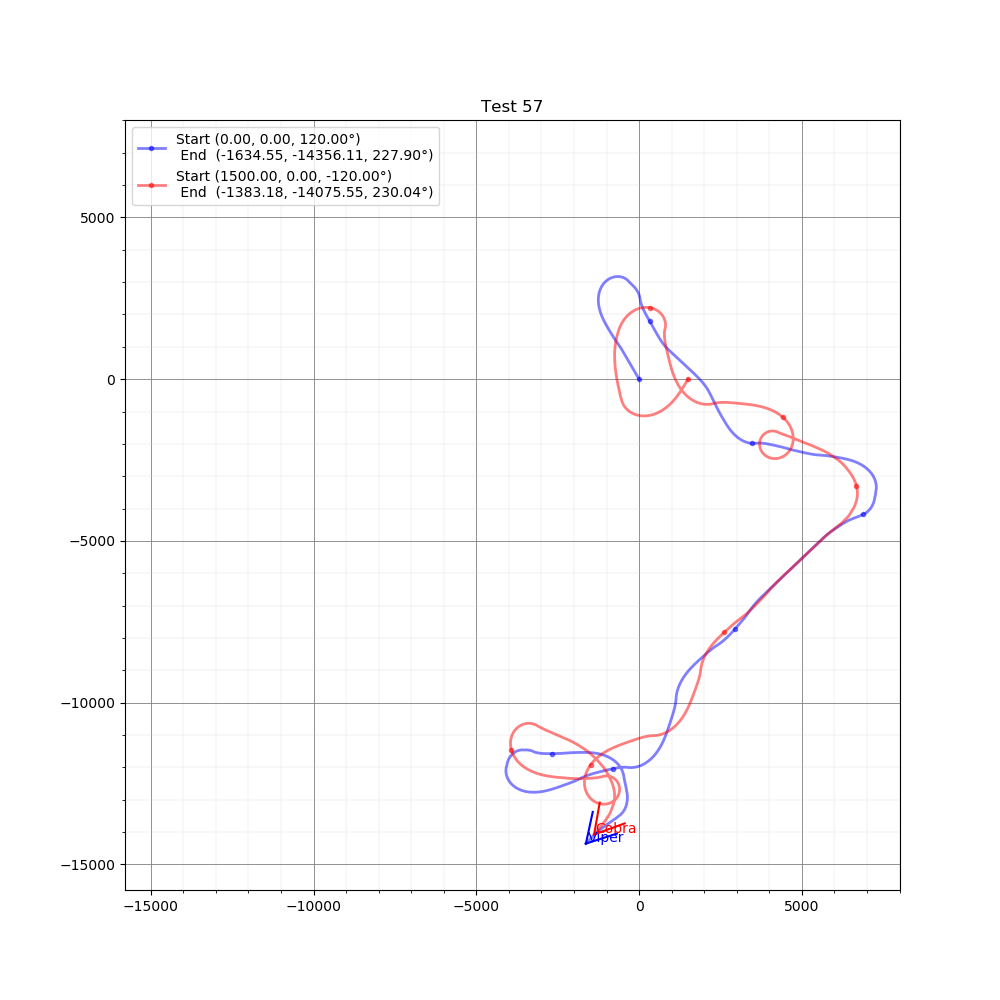 Test 57
Start (0.00, 0.00, 120.00°)
End (-1634.55, -14356.11, 227.90°)
Start (1500.00, 0.00, -120.00°)
End (-1383.18, -14075.55, 230.04°)
5000
0
−5000
−10000
−15000
Cobra
Viper
−15000 −10000 −5000 0 5000